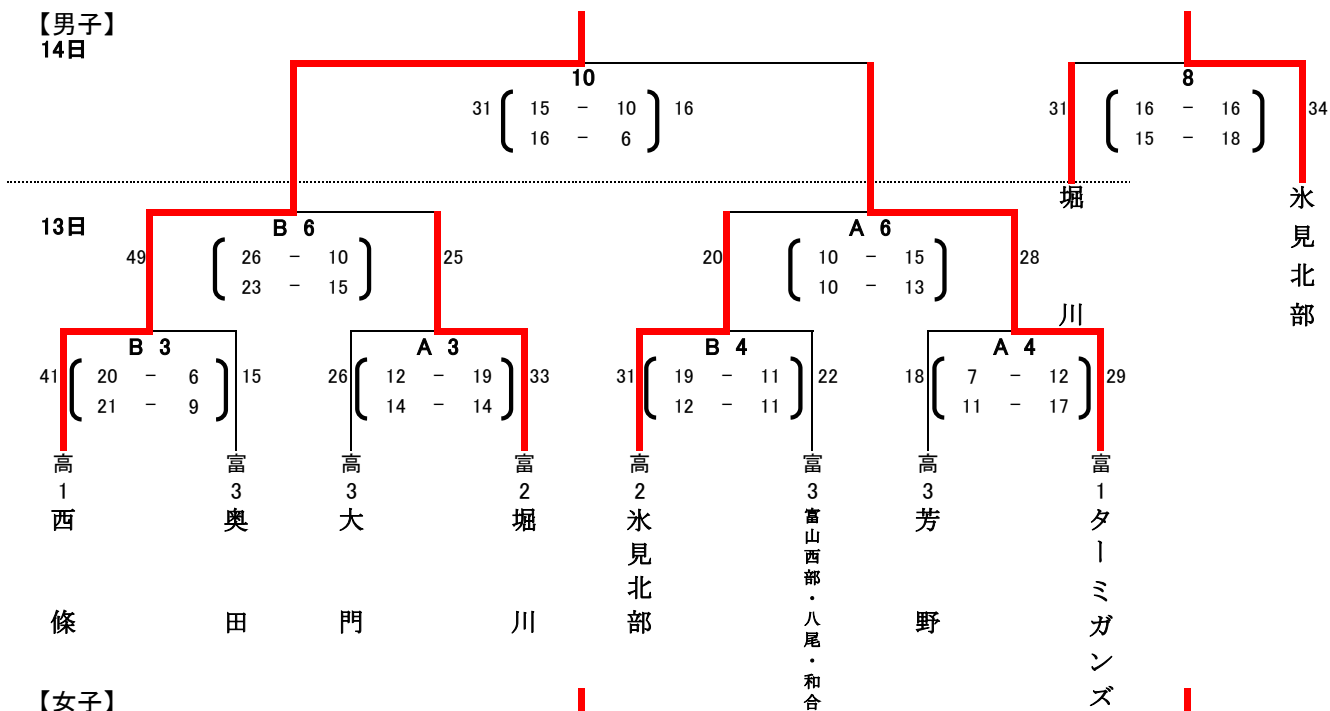 【男子】
14日
10
31 15 － 10 16
16 － 6
8
31 16 － 16 34
15 － 18
堀川
氷見北部
13日
B 6
49 26 － 10 25
23 － 15
A 6
20 10 － 15 28
10 － 13
B 3
41 20 － 6 15
21 － 9
A 3
26 12 － 19 33
14 － 14
B 4
31 19 － 11 22
12 － 11
A 4
18 7 － 12 29
11 － 17
高1西條
富3奥田
高3大門
富2堀川
高2氷見北部
富3富山西部・八尾・和合
高3芳野
富1ターミガンズ
【女子】